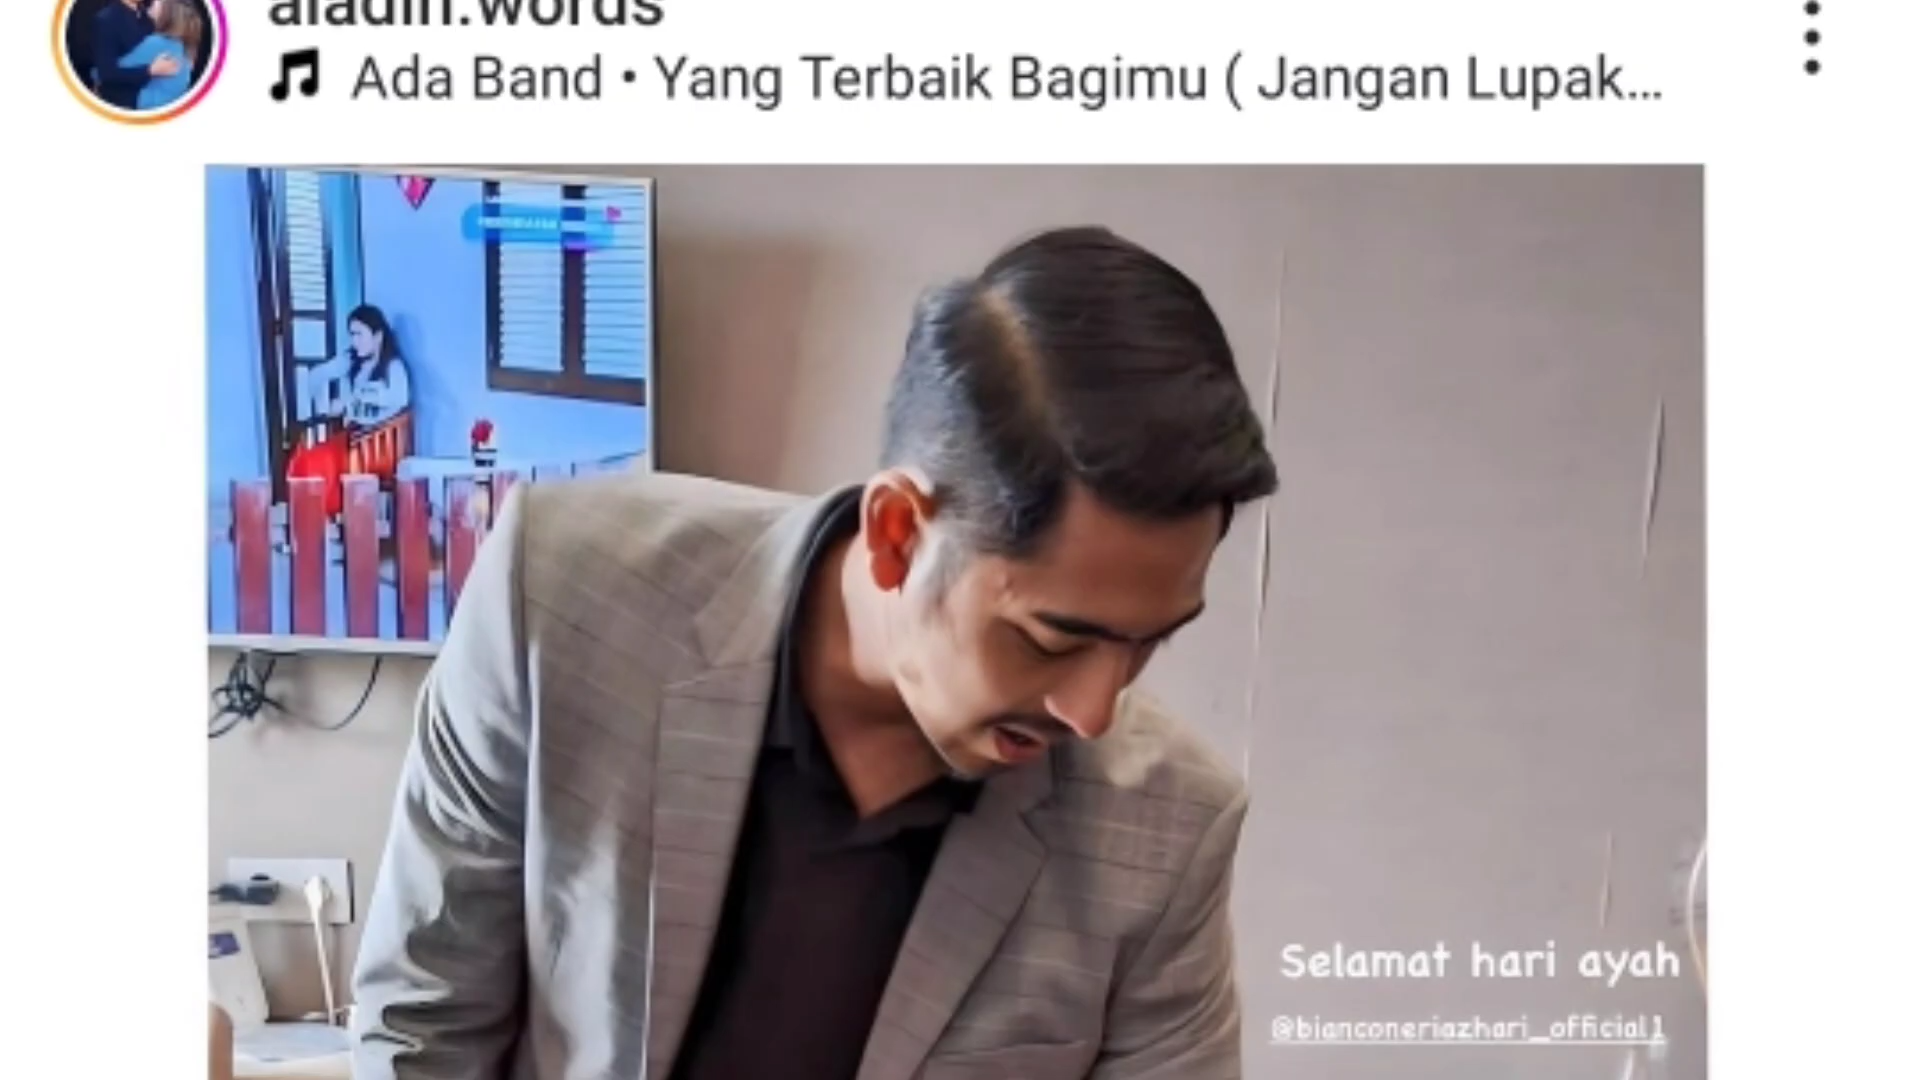 aladin.words
Ada Band • Yang Terbaik Bagimu ( Jangan Lupak...
Selamat hari ayah
@bianconeriazhari_official1